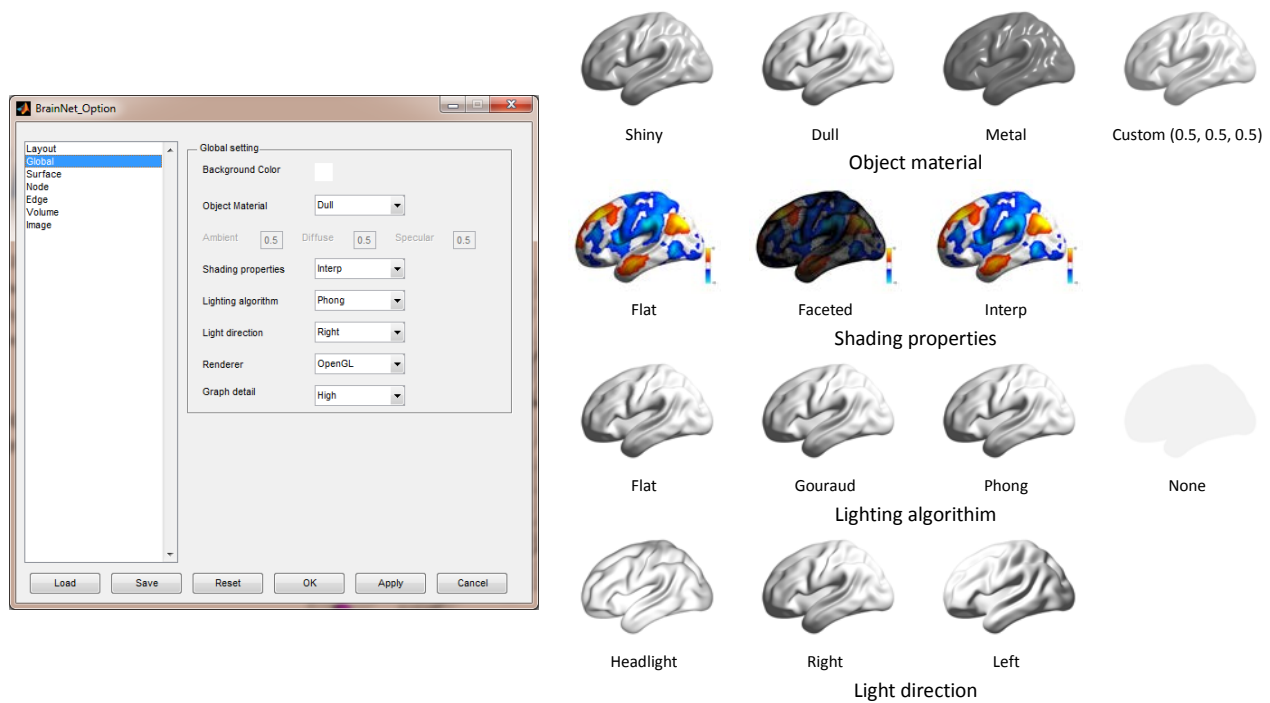 BrainNet_Option
Layout
Global
Surface
Node
Edge
Volume
Image
Global setting
Background Color
Object Material Dull
Ambient 0.5 Diffuse 0.5 Specular 0.5
Shading properties Interp
Lighting algorithm Phong
Light direction Right
Renderer OpenGL
Graph detail High
Load Save Reset OK Apply Cancel
Shiny Dull Metal Custom (0.5, 0.5, 0.5)
Object material
Flat Faceted Interp
Shading properties
Flat Gouraud Phong None
Lighting algorithim
Headlight Right Left
Light direction